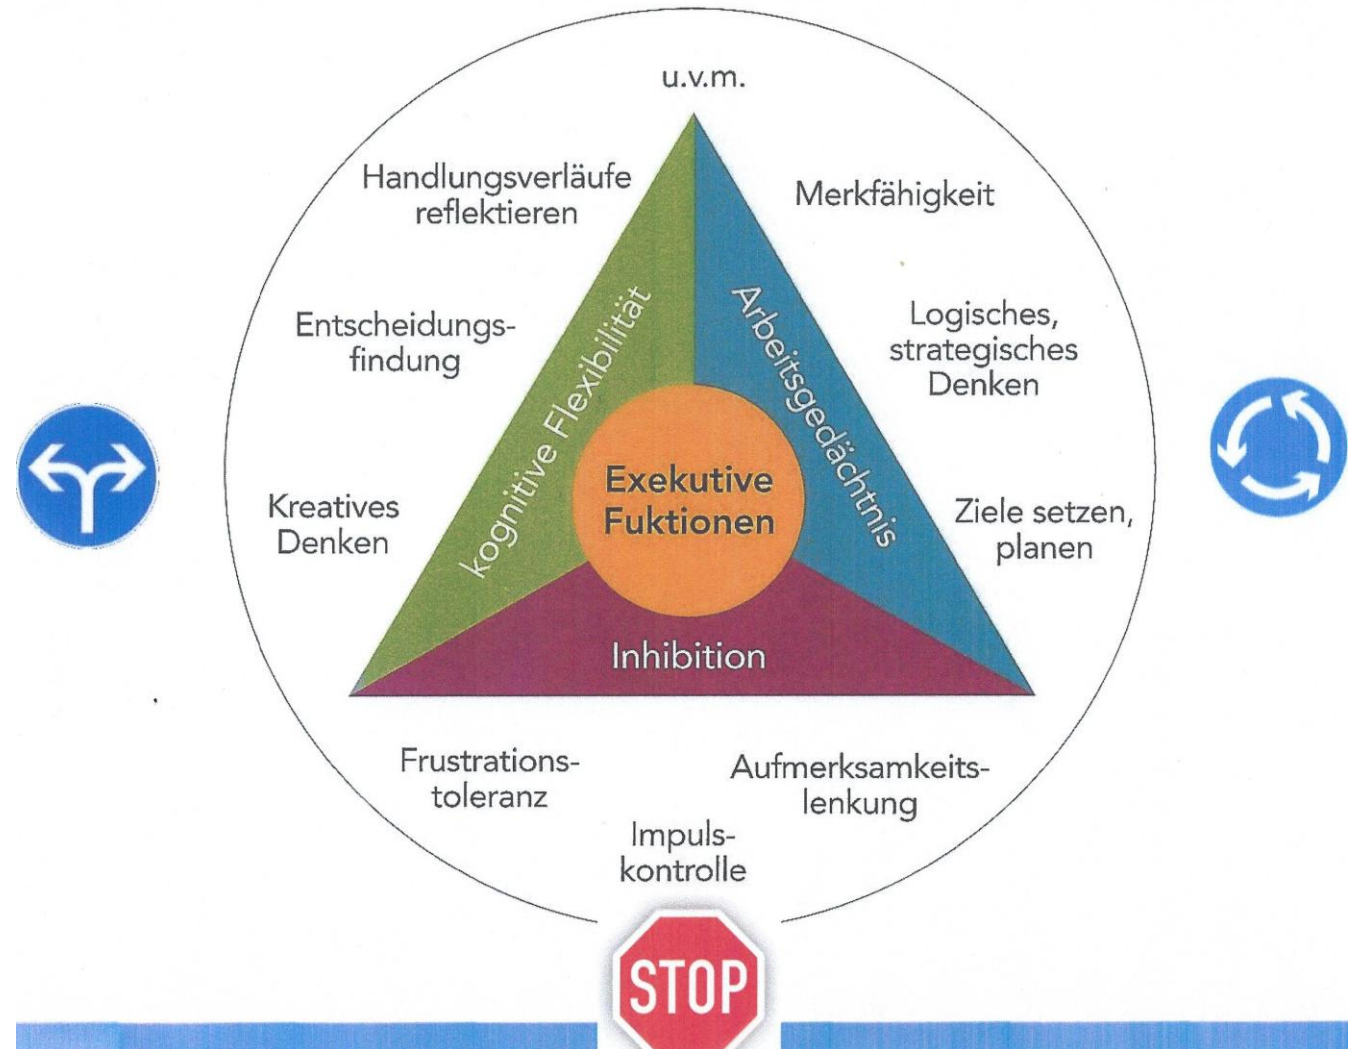 u.v.m.
Handlungsverläufe
reflektieren
Merkfähigkeit
Entscheidungs-
findung
Logisches,
strategisches
Denken
kognitive Flexibilität
Arbeitsgedächtnis
Exekutive
Fuktionen
Kreatives
Denken
Ziele setzen,
planen
Inhibition
Frustrations-
toleranz
Aufmerksamkeits-
lenkung
Impuls-
kontrolle
STOP